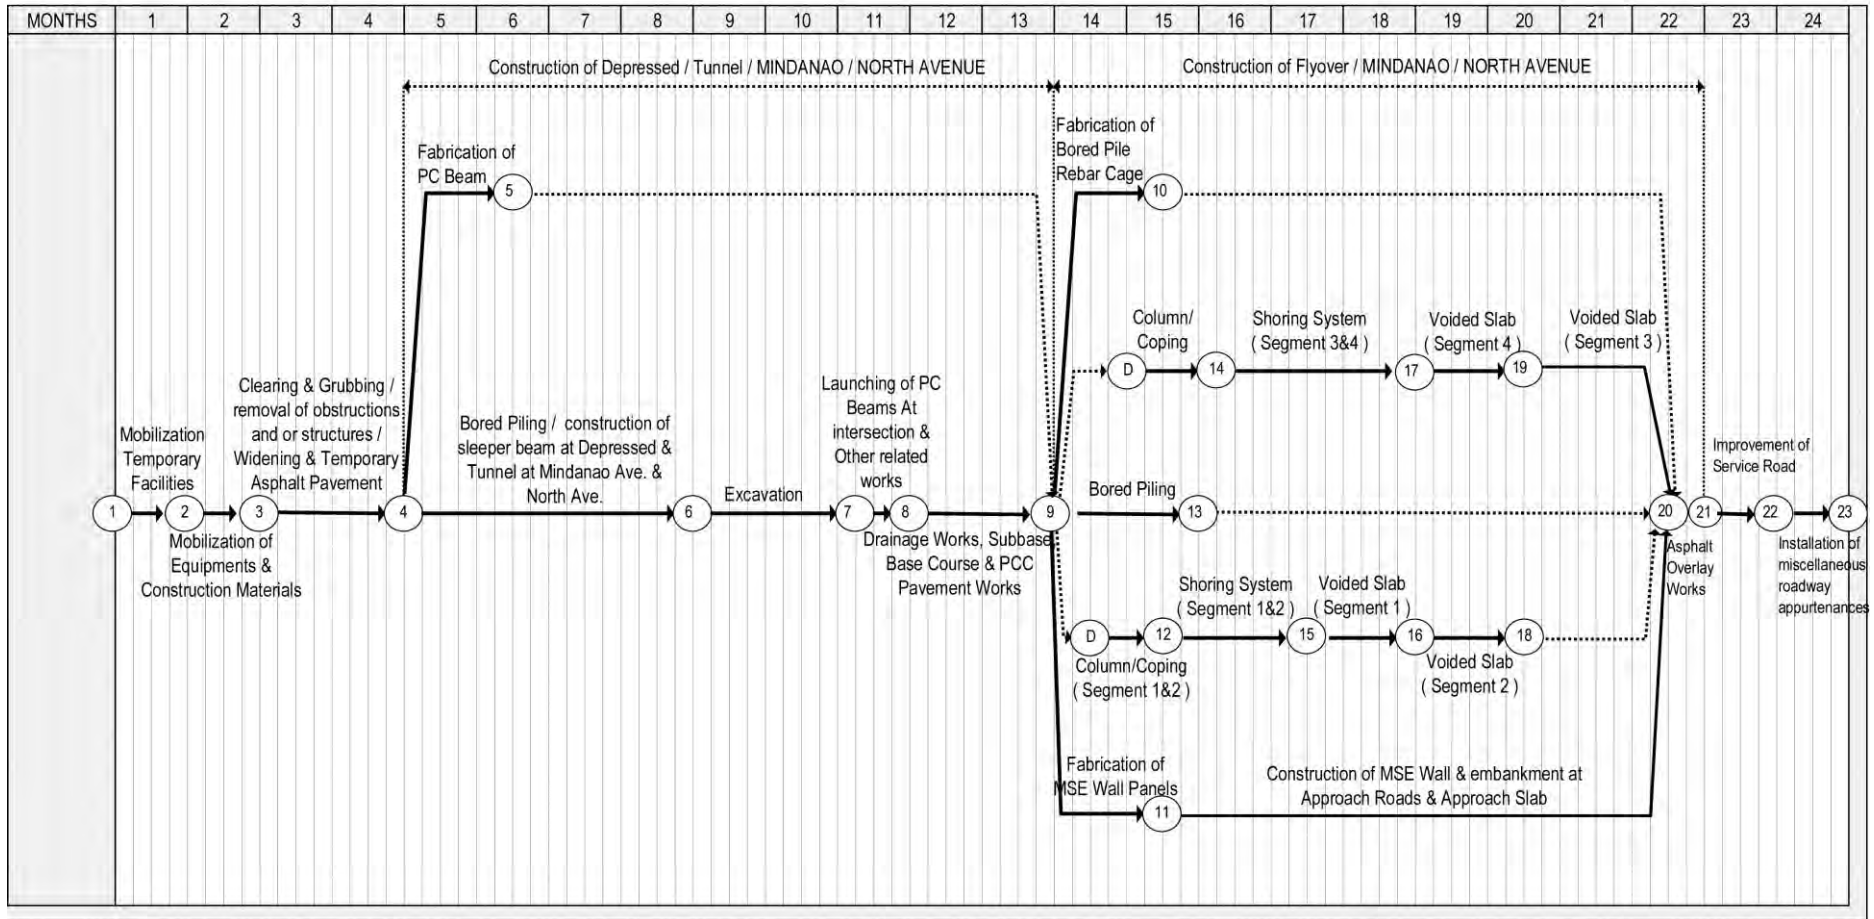 MONTHS 1 2 3 4 5 6 7 8 9 10 11 12 13 14 15 16 17 18 19 20 21 22 23 24
Construction of Depressed / Tunnel / MINDANAO / NORTH AVENUE
Construction of Flyover / MINDANAO / NORTH AVENUE
Fabrication of
PC Beam
5
Fabrication of
Bored Pile
Rebar Cage
10
Column/
Coping
Shoring System
( Segment 3&4 )
Voided Slab
( Segment 4 )
Voided Slab
( Segment 3 )
D
14
17
19
Mobilization
Temporary
Facilities
Clearing & Grubbing /
removal of obstructions
and or structures /
Widening & Temporary
Asphalt Pavement
Bored Piling / construction of
sleeper beam at Depressed &
Tunnel at Mindanao Ave. &
North Ave.
Excavation
Launching of PC
Beams At
intersection &
Other related
works
Bored Piling
Improvement of
Service Road
1
2
3
4
6
7
8
9
13
20
21
22
23
Mobilization of
Equipments &
Construction Materials
Drainage Works, Subbase
Base Course & PCC
Pavement Works
Asphalt
Overlay
Works
Installation of
miscellaneous
roadway
appurtenances
Shoring System
( Segment 1&2 )
Voided Slab
( Segment 1 )
D
12
15
16
18
Column/Coping
( Segment 1&2 )
Voided Slab
( Segment 2 )
Fabrication of
MSE Wall Panels
11
Construction of MSE Wall & embankment at
Approach Roads & Approach Slab